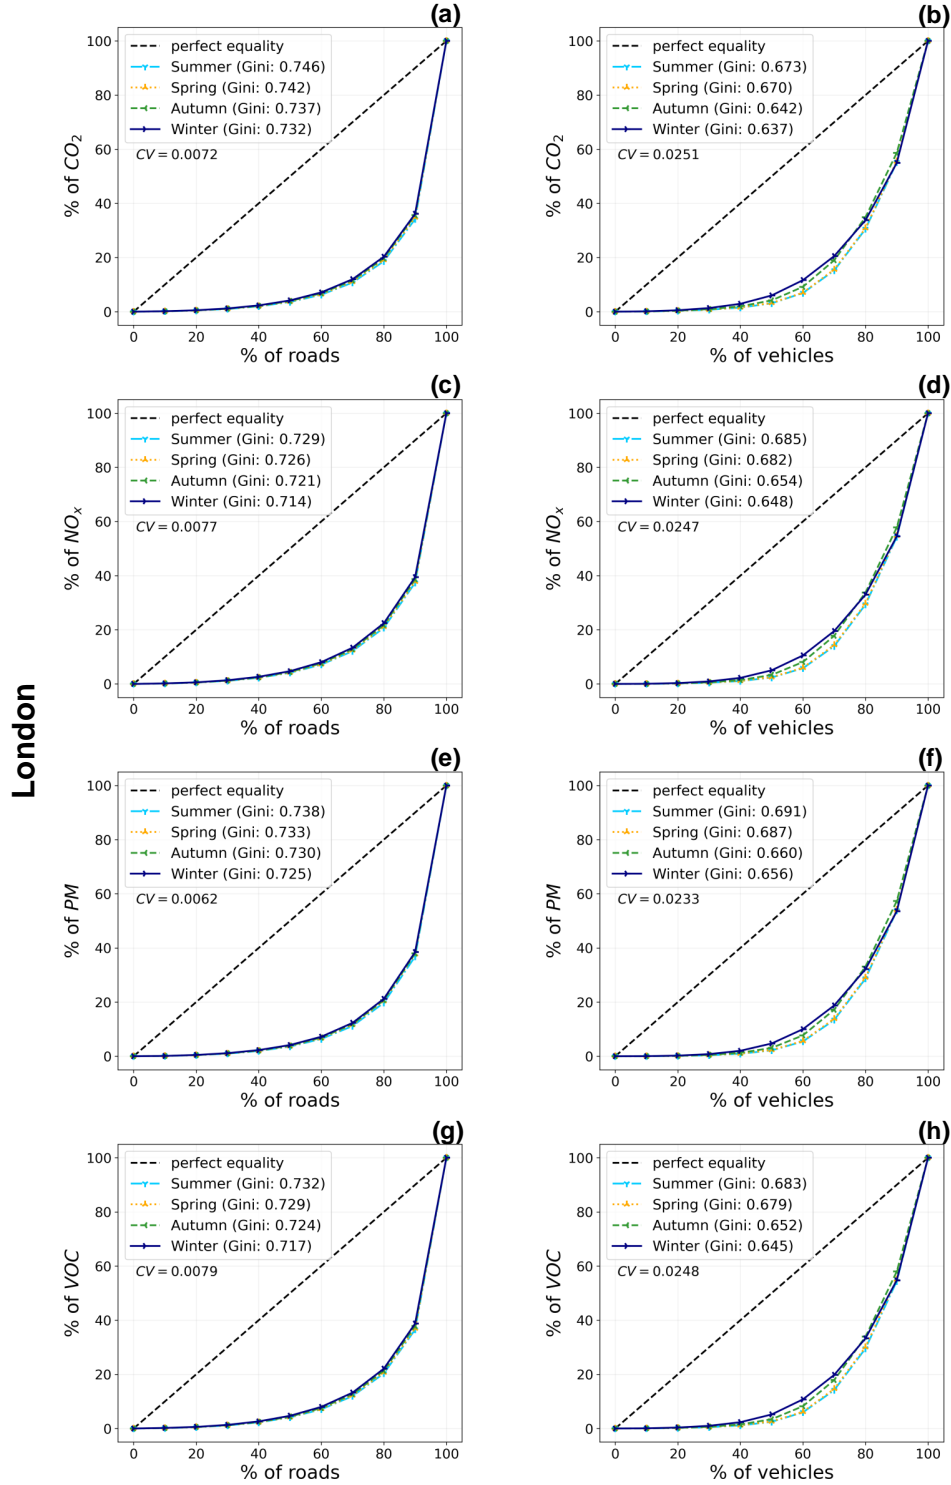 London
(a)
% of CO2
100
80
60
40
20
0
perfect equality
Summer (Gini: 0.746)
Spring (Gini: 0.742)
Autumn (Gini: 0.737)
Winter (Gini: 0.732)
CV = 0.0072
0 20 40 60 80 100
% of roads
(b)
% of CO2
100
80
60
40
20
0
perfect equality
Summer (Gini: 0.673)
Spring (Gini: 0.670)
Autumn (Gini: 0.642)
Winter (Gini: 0.637)
CV = 0.0251
0 20 40 60 80 100
% of vehicles
(c)
% of NOx
100
80
60
40
20
0
perfect equality
Summer (Gini: 0.729)
Spring (Gini: 0.726)
Autumn (Gini: 0.721)
Winter (Gini: 0.714)
CV = 0.0077
0 20 40 60 80 100
% of roads
(d)
% of NOx
100
80
60
40
20
0
perfect equality
Summer (Gini: 0.685)
Spring (Gini: 0.682)
Autumn (Gini: 0.654)
Winter (Gini: 0.648)
CV = 0.0247
0 20 40 60 80 100
% of vehicles
(e)
% of PM
100
80
60
40
20
0
perfect equality
Summer (Gini: 0.738)
Spring (Gini: 0.733)
Autumn (Gini: 0.730)
Winter (Gini: 0.725)
CV = 0.0062
0 20 40 60 80 100
% of roads
(f)
% of PM
100
80
60
40
20
0
perfect equality
Summer (Gini: 0.691)
Spring (Gini: 0.687)
Autumn (Gini: 0.660)
Winter (Gini: 0.656)
CV = 0.0233
0 20 40 60 80 100
% of vehicles
(g)
% of VOC
100
80
60
40
20
0
perfect equality
Summer (Gini: 0.732)
Spring (Gini: 0.729)
Autumn (Gini: 0.724)
Winter (Gini: 0.717)
CV = 0.0079
0 20 40 60 80 100
% of roads
(h)
% of VOC
100
80
60
40
20
0
perfect equality
Summer (Gini: 0.683)
Spring (Gini: 0.679)
Autumn (Gini: 0.652)
Winter (Gini: 0.645)
CV = 0.0248
0 20 40 60 80 100
% of vehicles